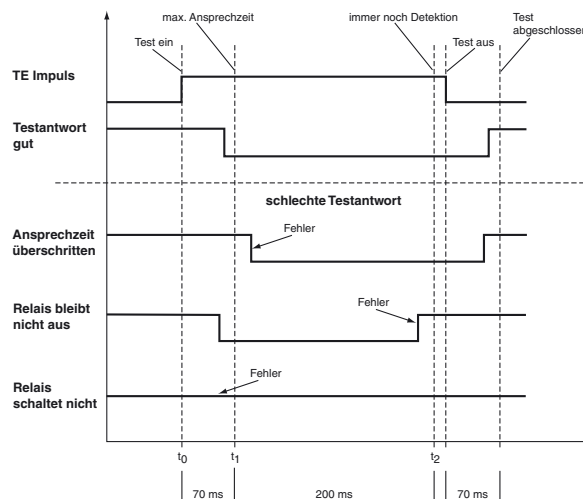 Test
abgeschlossen
max. Ansprechzeit
immer noch Detektion
Test ein
Test aus
TE Impuls
Testantwort
gut
schlechte Testantwort
Ansprechzeit
überschritten
Fehler
Relais bleibt
nicht aus
Fehler
Fehler
Relais
schaltet nicht
t0 t1 t2
70 ms 200 ms 70 ms